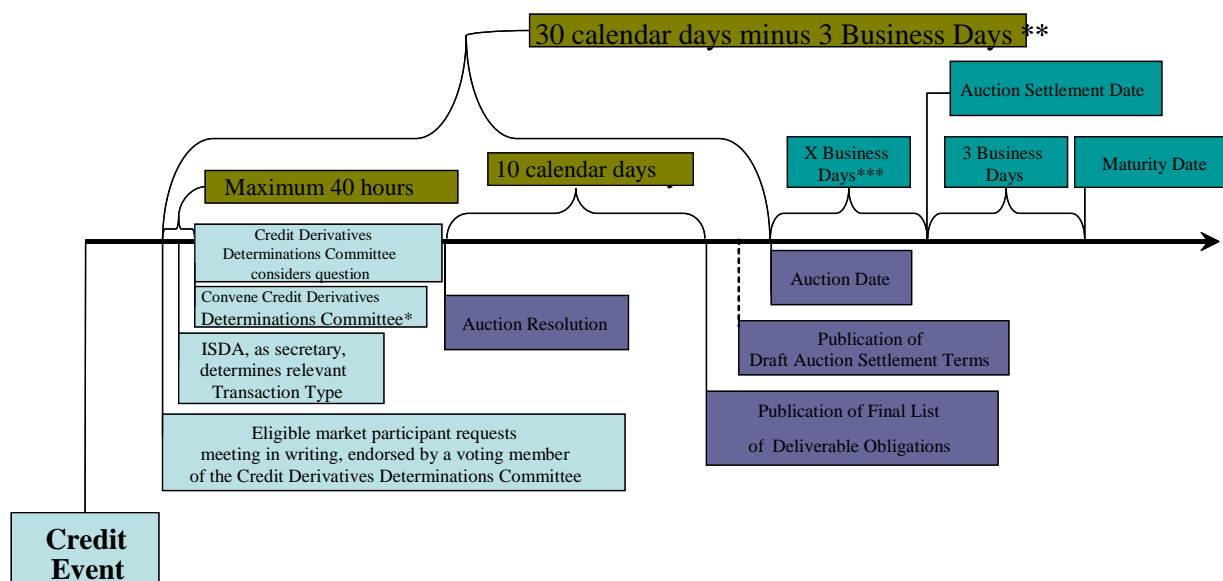 30 calendar days minus 3 Business Days **
Auction Settlement Date
X Business
Days***
3 Business
Days
Maturity Date
10 calendar days
Maximum 40 hours
Credit Derivatives
Determinations Committee
considers question
Convene Credit Derivatives
Determinations Committee*
ISDA, as secretary,
determines relevant
Transaction Type
Eligible market participant requests
meeting in writing, endorsed by a voting member
of the Credit Derivatives Determinations Committee
Auction Resolution
Auction Date
Publication of
Draft Auction Settlement Terms
Publication of Final List
of Deliverable Obligations
Credit
Event